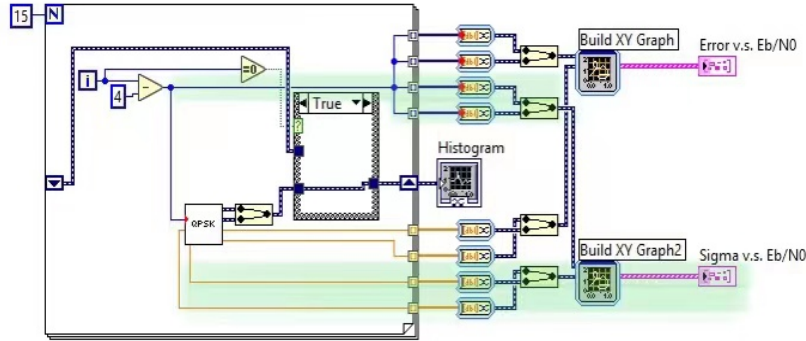 15 N
Build XY Graph
Error v.s. Eb/N0
i
=0
4
-
True
?
Histogram
QPSK
Build XY Graph2
Sigma v.s. Eb/N0